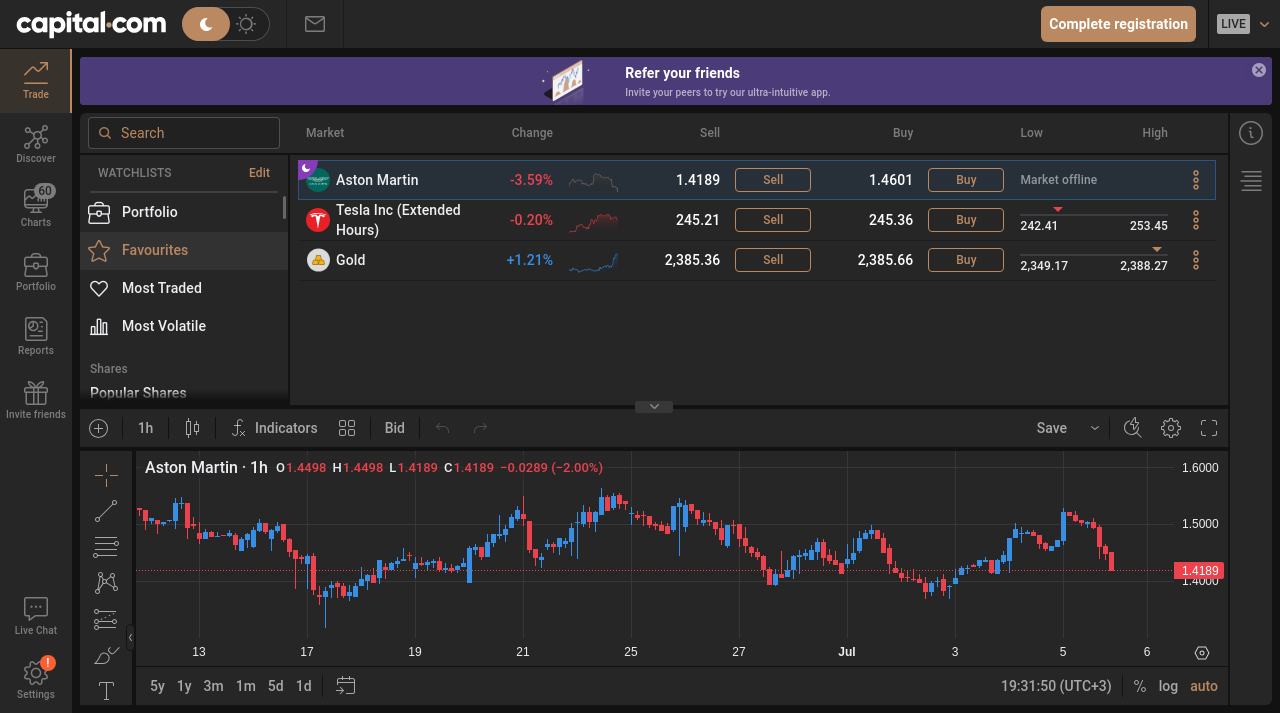 capital.com
Complete registration
LIVE
Trade
Discover
60
Charts
Portfolio
Reports
Invite friends
Live Chat
!
Settings
Refer your friends
Invite your peers to try our ultra-intuitive app.
Search
WATCHLISTS Edit
Portfolio
Favourites
Most Traded
Most Volatile
Shares
Popular Shares
Market Change Sell Buy Low High
Aston Martin -3.59% 1.4189 Sell 1.4601 Buy Market offline
Tesla Inc (Extended
Hours) -0.20% 245.21 Sell 245.36 Buy 242.41 253.45
Gold +1.21% 2,385.36 Sell 2,385.66 Buy 2,349.17 2,388.27
1h Indicators Bid Save
Aston Martin · 1h O1.4498 H1.4498 L1.4189 C1.4189 −0.0289 (−2.00%)
1.6000
1.5000
1.4189
1.4000
13 17 19 21 25 27 Jul 3 5 6
5y 1y 3m 1m 5d 1d 19:31:50 (UTC+3) % log auto